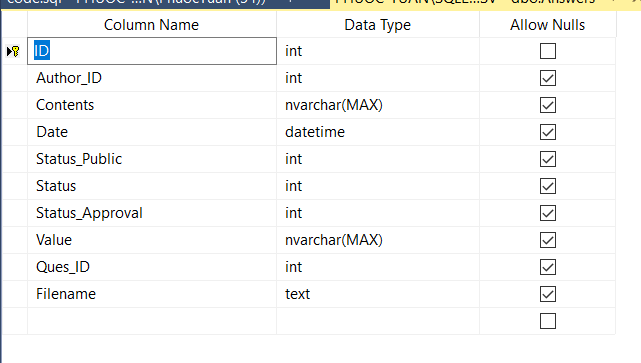 Column Name Data Type Allow Nulls
ID int
Author_ID int
Contents nvarchar(MAX)
Date datetime
Status_Public int
Status int
Status_Approval int
Value nvarchar(MAX)
Ques_ID int
Filename text